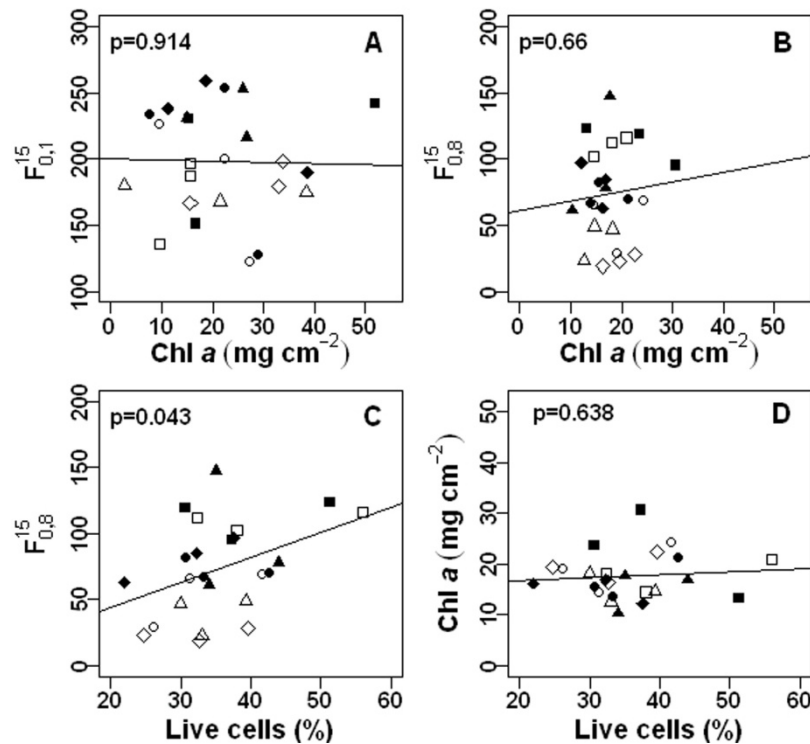 p=0.914
A
F¹⁵₀,₁
100 150 200 250 300
0 10 20 30 40 50
Chl a (mg cm⁻²)
p=0.66
B
F¹⁵₀,₈
0 50 100 150 200
0 10 20 30 40 50
Chl a (mg cm⁻²)
p=0.043
C
F¹⁵₀,₈
0 50 100 150 200
20 30 40 50 60
Live cells (%)
p=0.638
D
Chl a (mg cm⁻²)
0 10 20 30 40 50
20 30 40 50 60
Live cells (%)